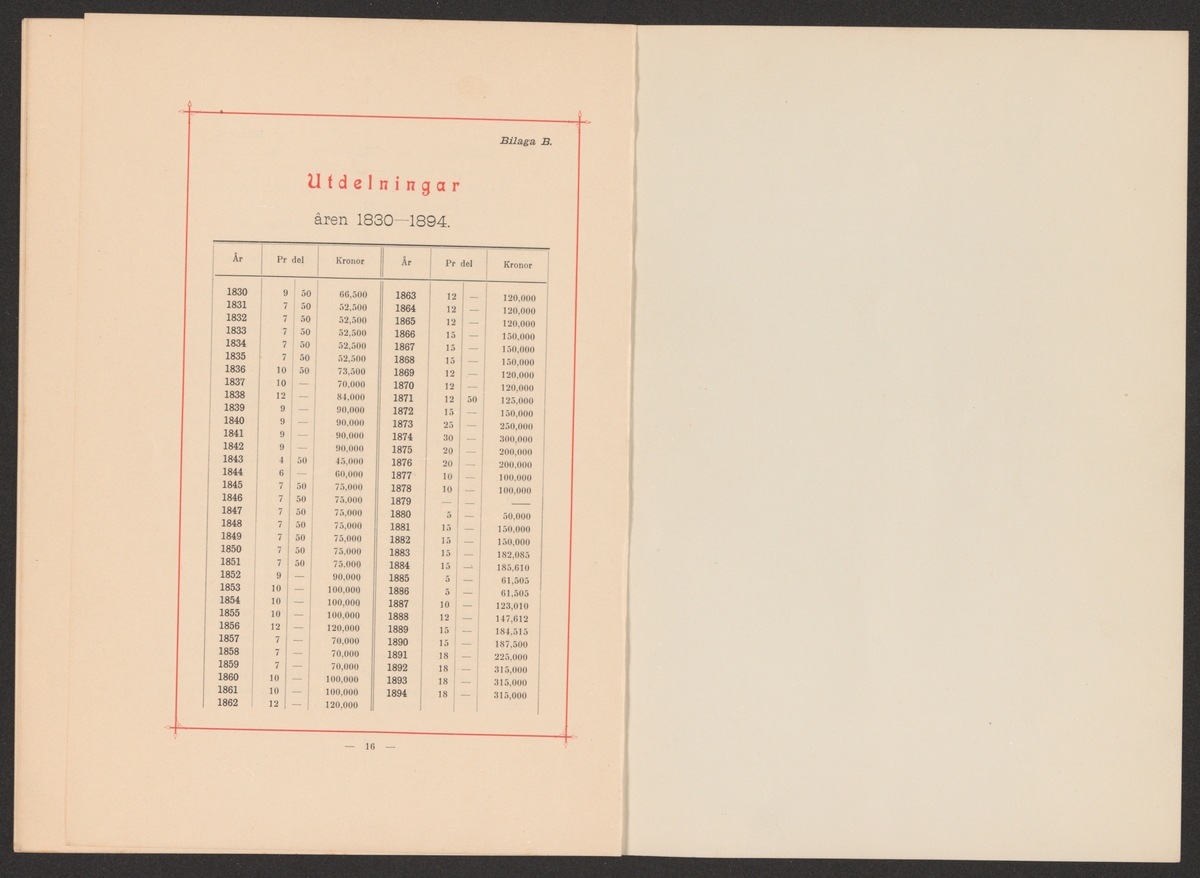 Bilaga B.
Utdelningar
åren 1830—1894.
År Pr del Kronor År Pr del Kronor
1830 9 50 66,500 1863 12 — 120,000
1831 7 50 52,500 1864 12 — 120,000
1832 7 50 52,500 1865 12 — 120,000
1833 7 50 52,500 1866 15 — 150,000
1834 7 50 52,500 1867 15 — 150,000
1835 7 50 52,500 1868 15 — 150,000
1836 10 50 73,500 1869 12 — 120,000
1837 10 — 70,000 1870 12 — 120,000
1838 12 — 84,000 1871 12 50 125,000
1839 9 — 90,000 1872 15 — 150,000
1840 9 — 90,000 1873 25 — 250,000
1841 9 — 90,000 1874 30 — 300,000
1842 9 — 90,000 1875 20 — 200,000
1843 4 50 45,000 1876 20 — 200,000
1844 6 — 60,000 1877 10 — 100,000
1845 7 50 75,000 1878 10 — 100,000
1846 7 50 75,000 1879 — — —
1847 7 50 75,000 1880 5 — 50,000
1848 7 50 75,000 1881 15 — 150,000
1849 7 50 75,000 1882 15 — 150,000
1850 7 50 75,000 1883 15 — 182,085
1851 7 50 75,000 1884 15 — 185,610
1852 9 — 90,000 1885 5 — 61,505
1853 10 — 100,000 1886 5 — 61,505
1854 10 — 100,000 1887 10 — 123,010
1855 10 — 100,000 1888 12 — 147,612
1856 12 — 120,000 1889 15 — 184,515
1857 7 — 70,000 1890 15 — 187,500
1858 7 — 70,000 1891 18 — 225,000
1859 7 — 70,000 1892 18 — 315,000
1860 10 — 100,000 1893 18 — 315,000
1861 10 — 100,000 1894 18 — 315,000
1862 12 — 120,000
— 16 —